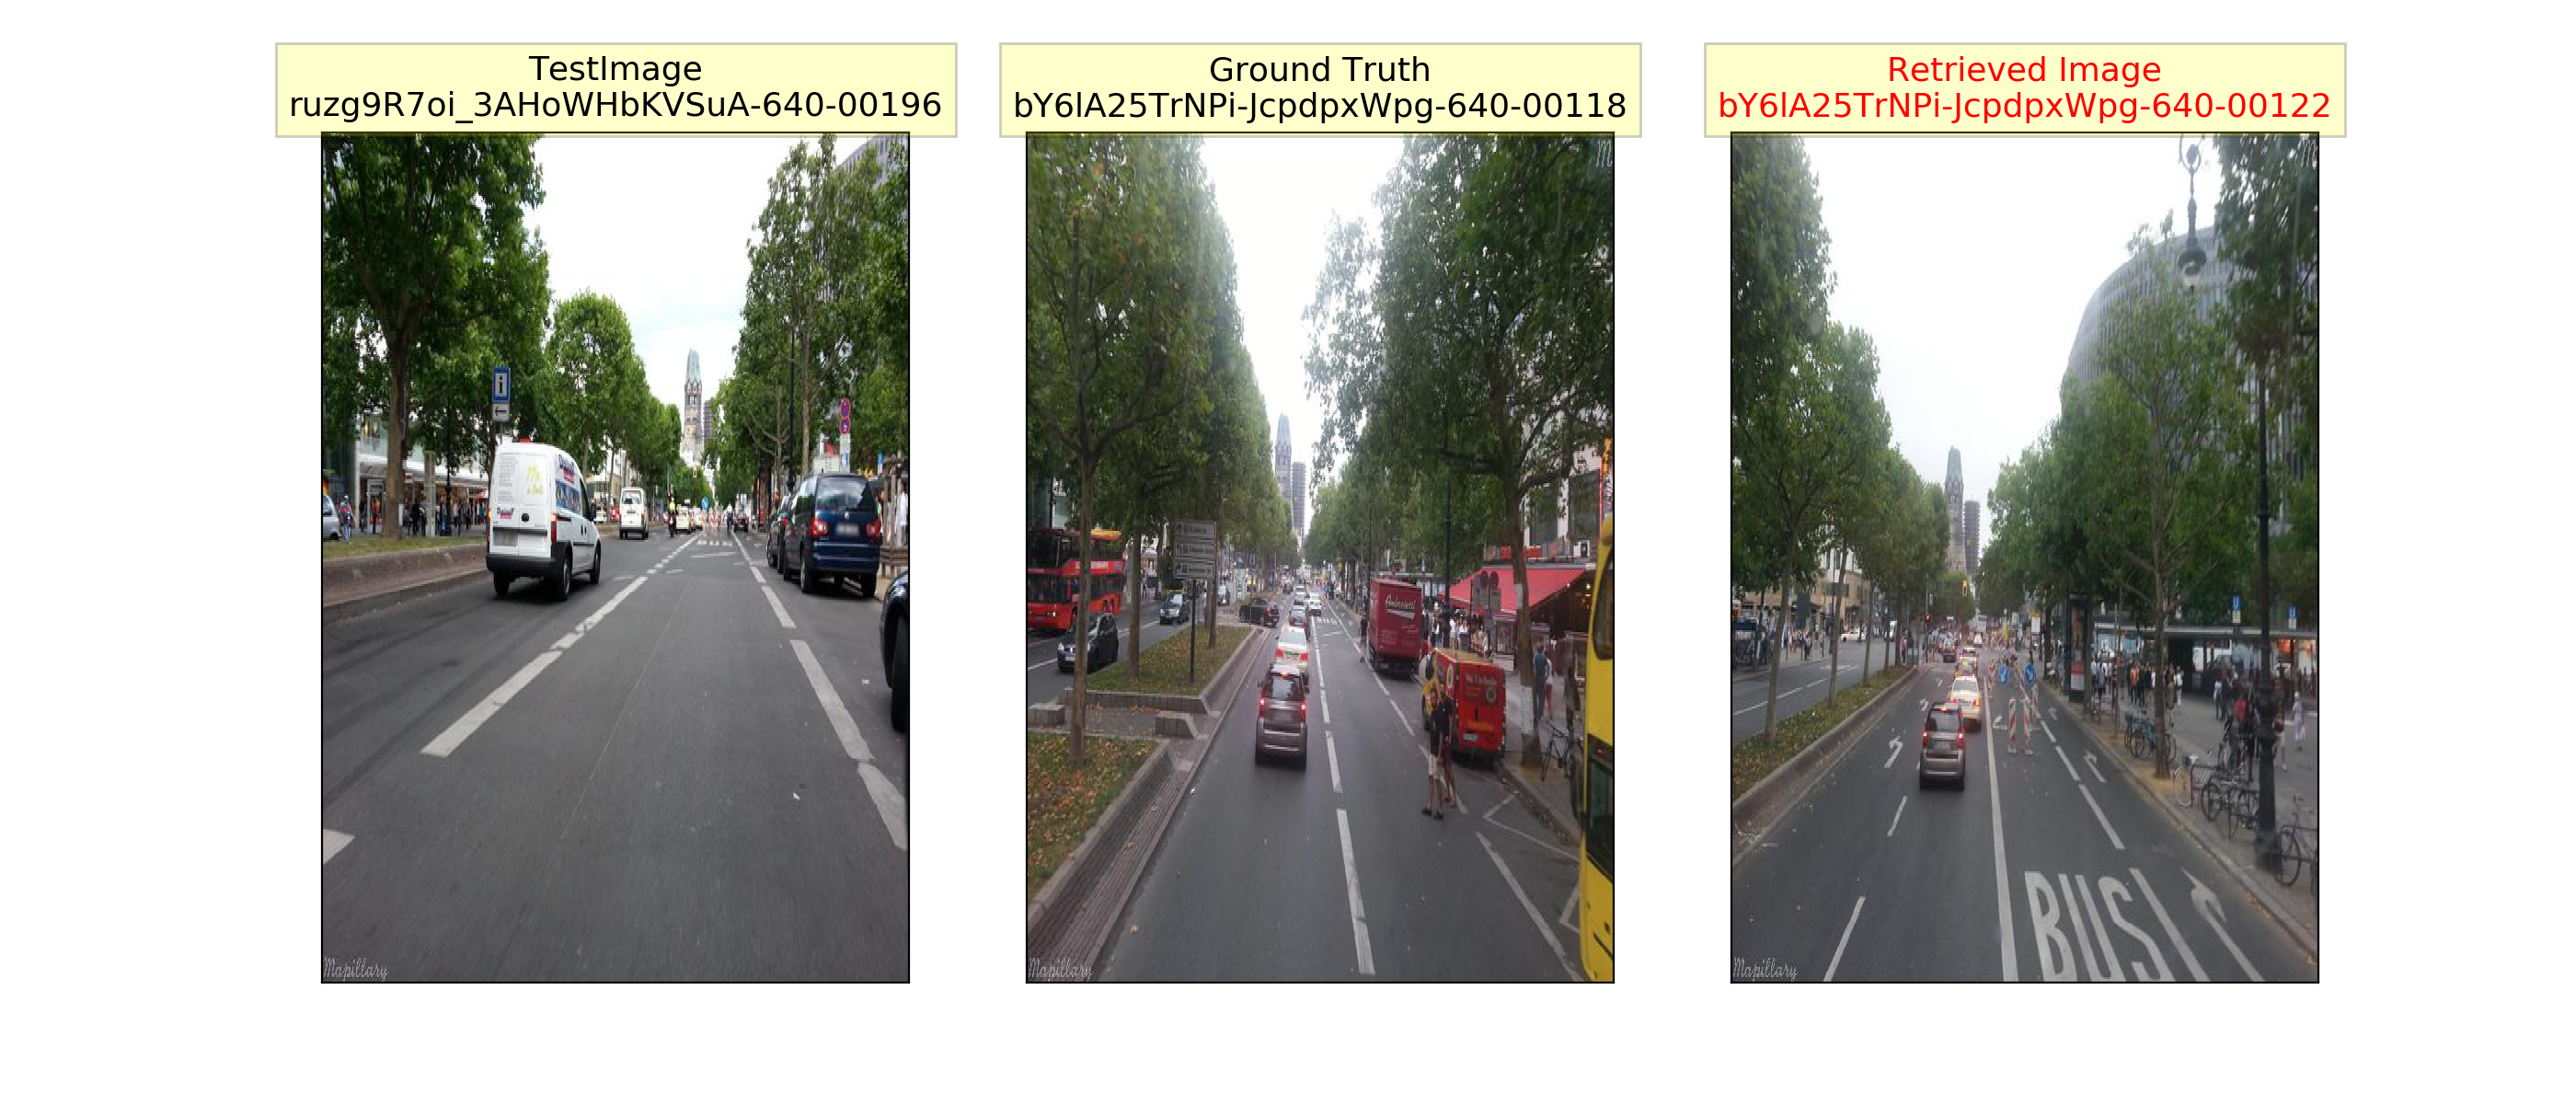 TestImage
ruzg9R7oi_3AHoWHbKVSuA-640-00196
Ground Truth
bY6lA25TrNPi-JcpdpxWpg-640-00118
Retrieved Image
bY6lA25TrNPi-JcpdpxWpg-640-00122
i
BUS
Mapillary
Mapillary
Mapillary